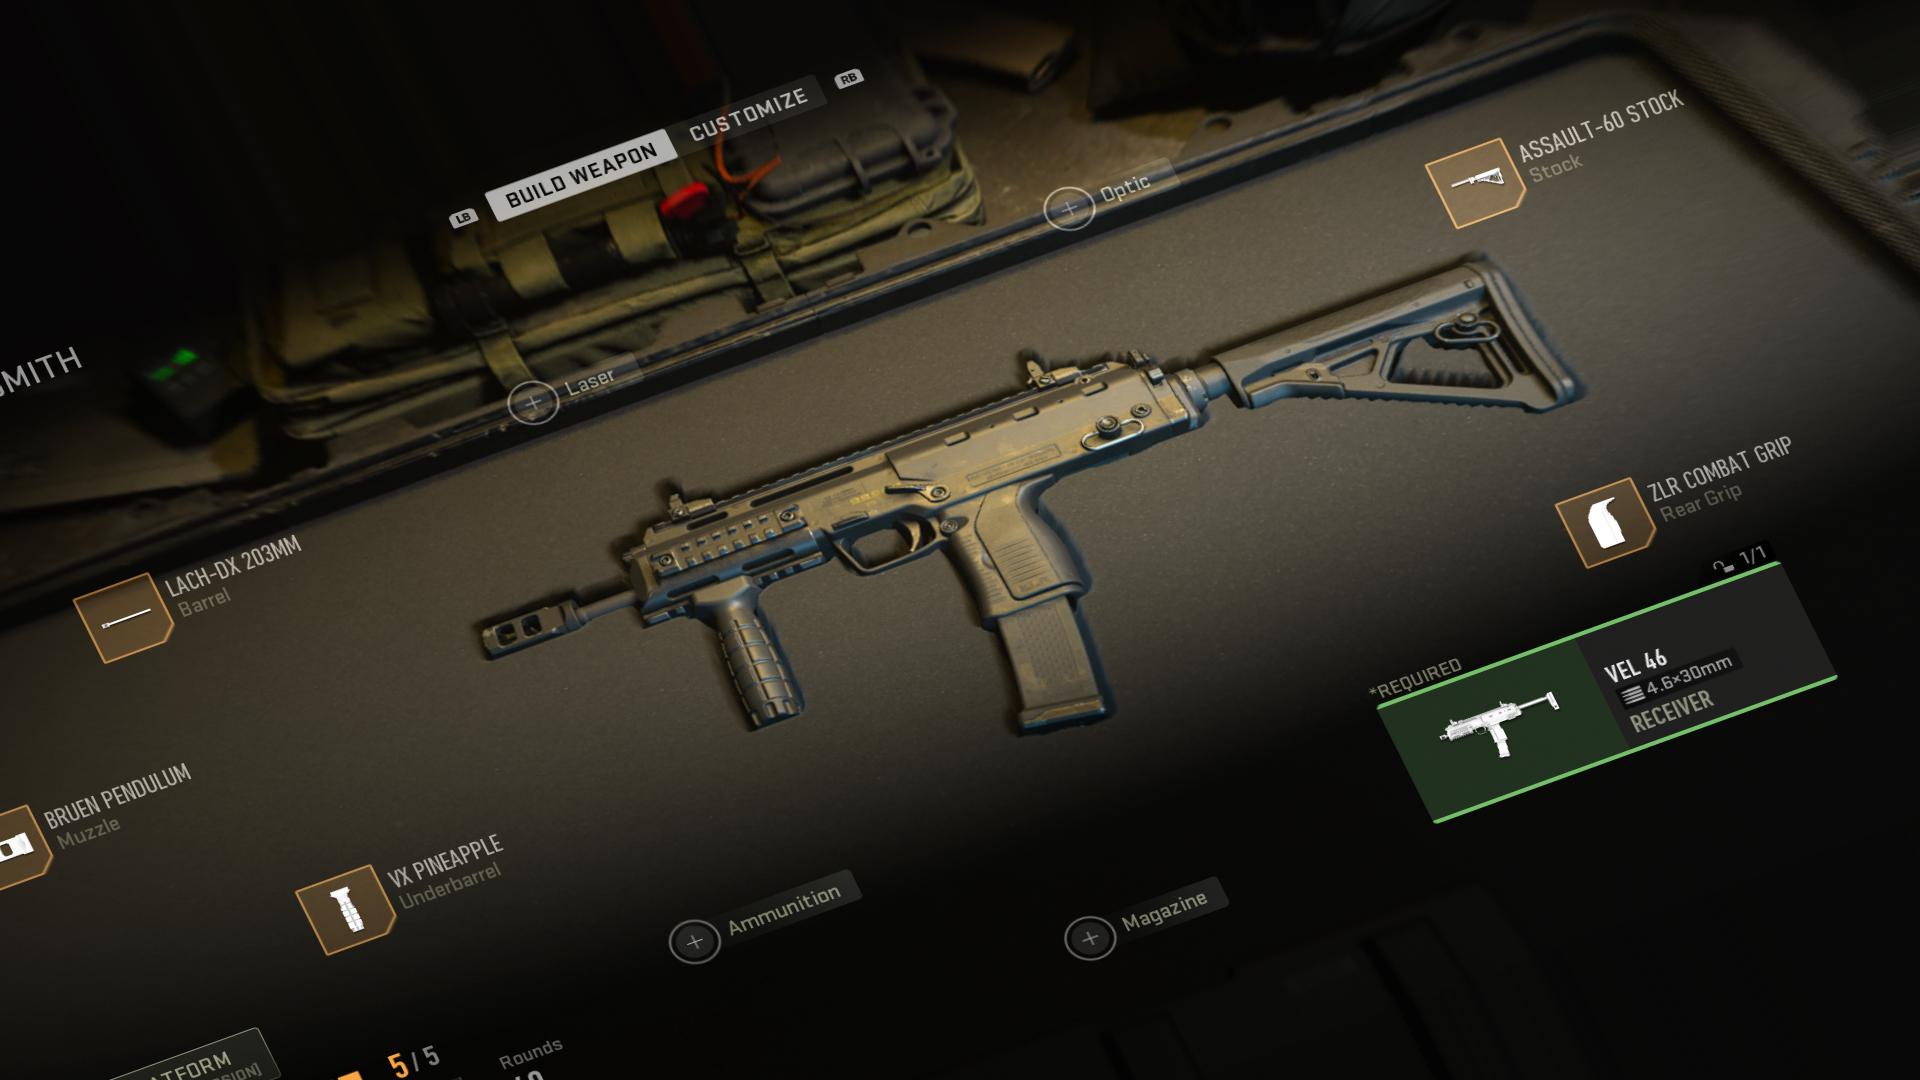 RB
CUSTOMIZE
BUILD WEAPON
LB
ASSAULT-60 STOCK
Stock
Optic
SMITH
Laser
ZLR COMBAT GRIP
Rear Grip
LACH-DX 203MM
Barrel
1/1
*REQUIRED
VEL 46
4.6×30mm
RECEIVER
BRUEN PENDULUM
Muzzle
VX PINEAPPLE
Underbarrel
Ammunition
Magazine
ATFORM
5/5
Rounds